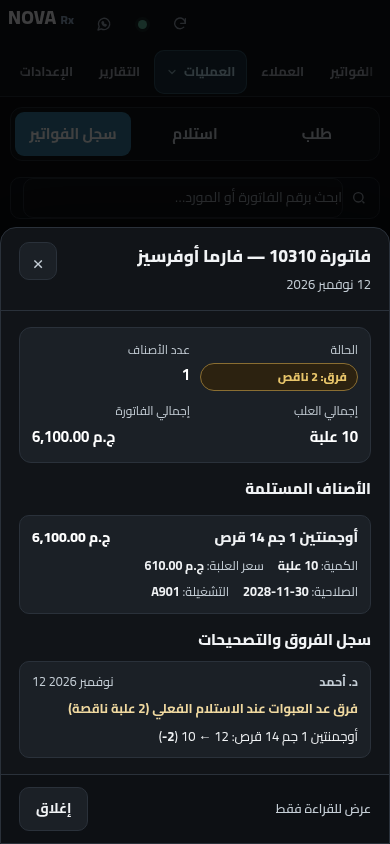 NOVA Rx
الفواتير
العملاء
العمليات
التقارير
الإعدادات
طلب
استلام
سجل الفواتير
ابحث برقم الفاتورة أو المورد...
فاتورة 10310 — فارما أوفرسيز
12 نوفمبر 2026
×
الحالة
عدد الأصناف
فرق: 2 ناقص
1
إجمالي العلب
إجمالي الفاتورة
10 علبة
ج.م 6,100.00
الأصناف المستلمة
أوجمنتين 1 جم 14 قرص
ج.م 6,100.00
الكمية: 10 علبة سعر العلبة: ج.م 610.00
الصلاحية: 30-11-2028 التشغيلة: A901
سجل الفروق والتصحيحات
د. أحمد
12 نوفمبر 2026
فرق عد العبوات عند الاستلام الفعلي (2 علبة ناقصة)
أوجمنتين 1 جم 14 قرص: 12 ← 10 (-2)
عرض للقراءة فقط
إغلاق